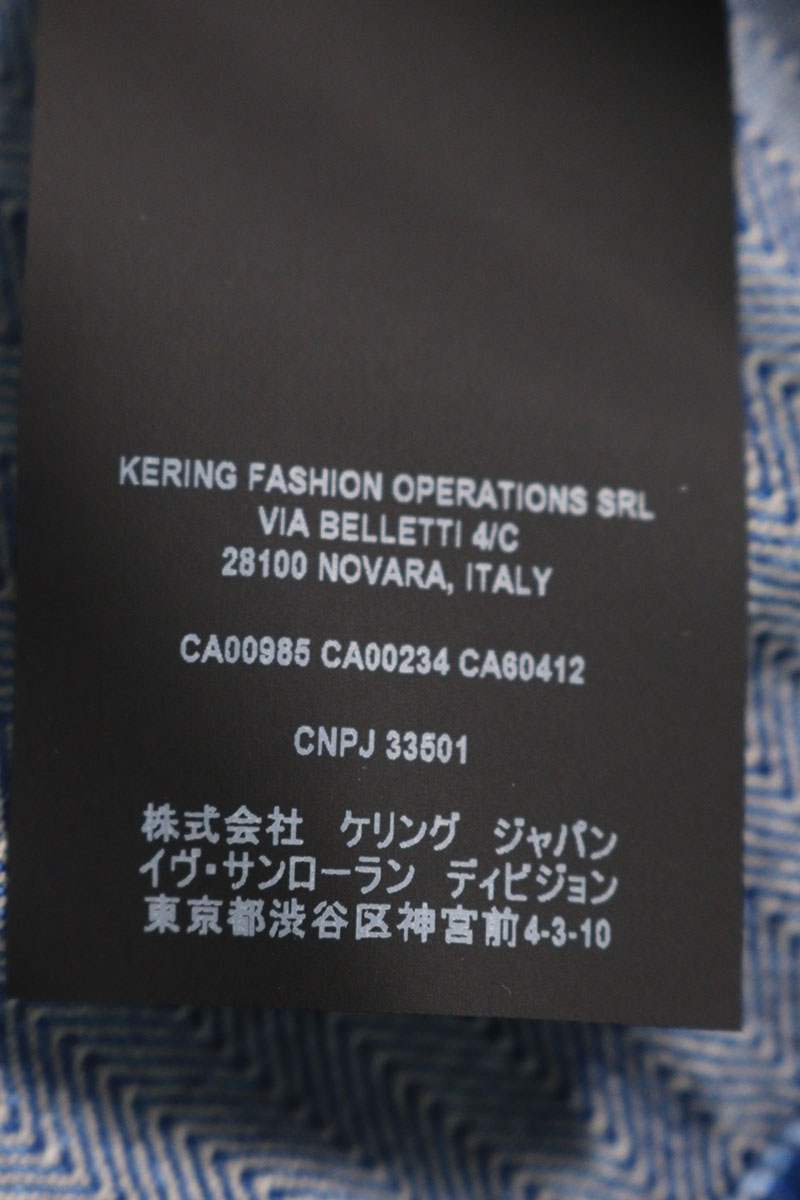 KERING FASHION OPERATIONS SRL
VIA BELLETTI 4/C
28100 NOVARA, ITALY
CA00985 CA00234 CA60412
CNPJ 33501
株式会社 ケリング ジャパン
イヴ・サンローラン ディビジョン
東京都渋谷区神宮前4-3-10